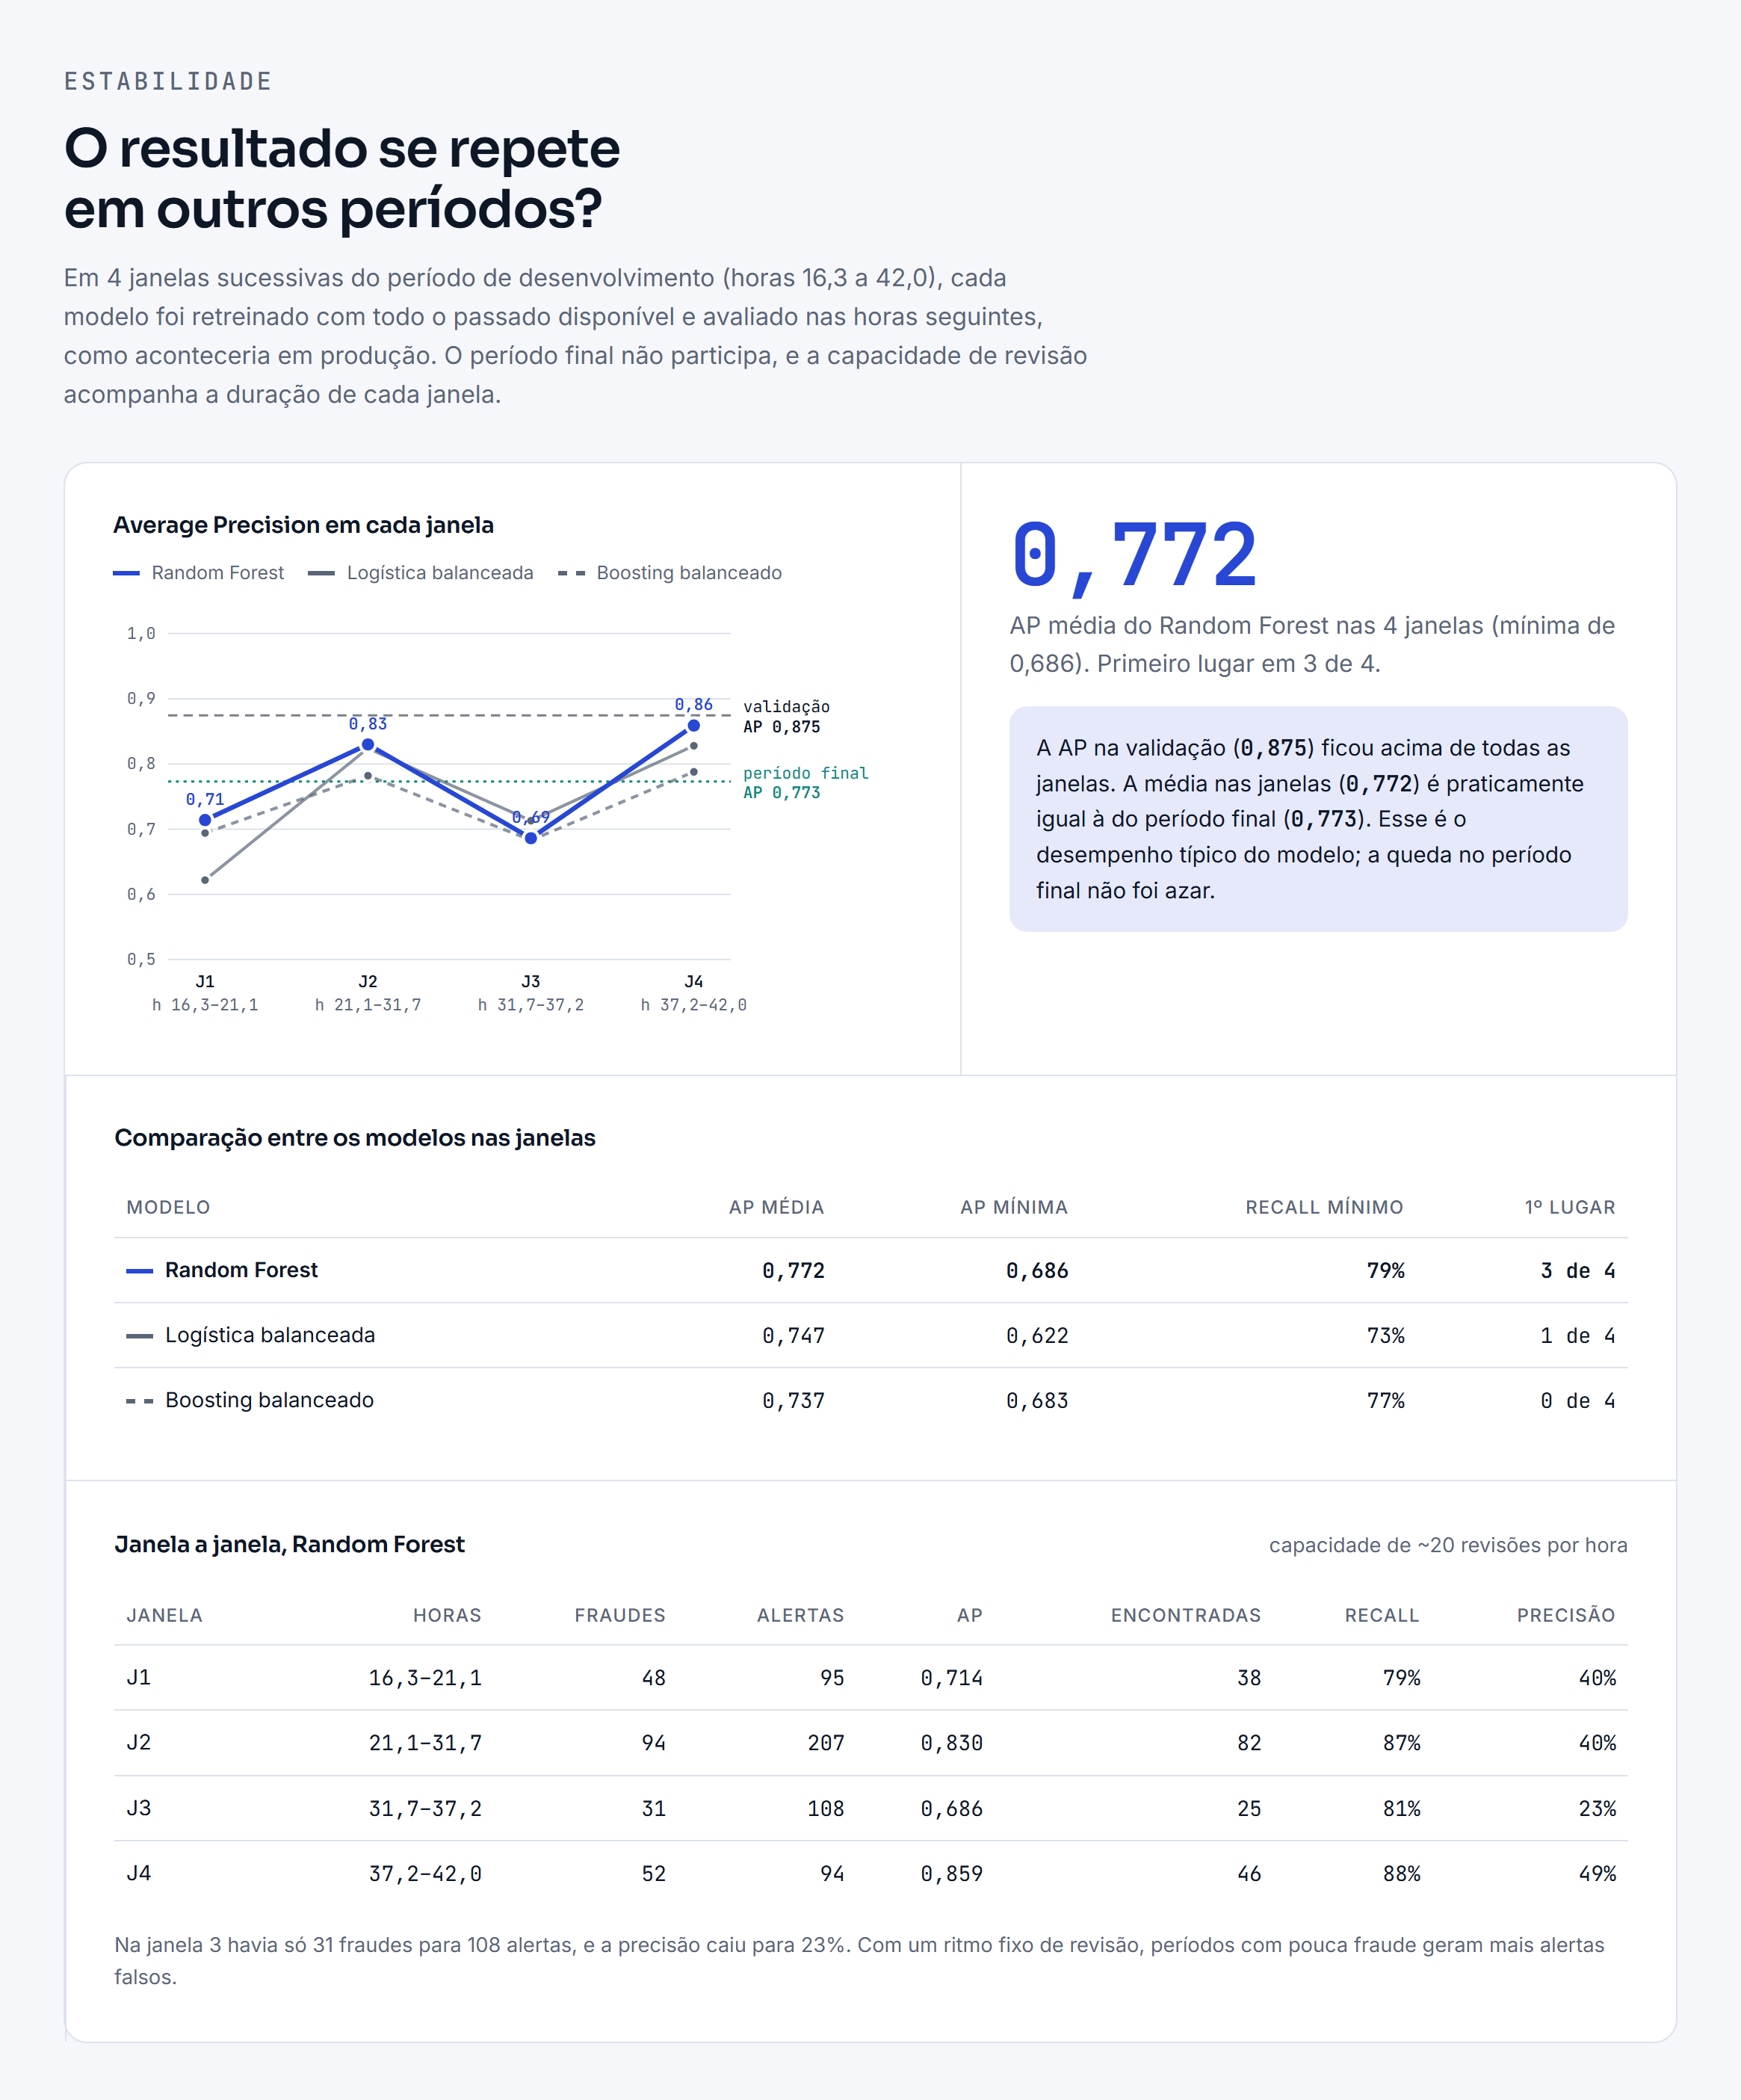 ESTABILIDADE
O resultado se repete
em outros períodos?
Em 4 janelas sucessivas do período de desenvolvimento (horas 16,3 a 42,0), cada
modelo foi retreinado com todo o passado disponível e avaliado nas horas seguintes,
como aconteceria em produção. O período final não participa, e a capacidade de revisão
acompanha a duração de cada janela.
Average Precision em cada janela
Random Forest Logística balanceada Boosting balanceado
1,0
0,9
0,8
0,7
0,6
0,5
0,71
0,83
0,69
0,86
validação
AP 0,875
período final
AP 0,773
J1 J2 J3 J4
h 16,3–21,1 h 21,1–31,7 h 31,7–37,2 h 37,2–42,0
0,772
AP média do Random Forest nas 4 janelas (mínima de
0,686). Primeiro lugar em 3 de 4.
A AP na validação (0,875) ficou acima de todas as
janelas. A média nas janelas (0,772) é praticamente
igual à do período final (0,773). Esse é o
desempenho típico do modelo; a queda no período
final não foi azar.
Comparação entre os modelos nas janelas
MODELO AP MÉDIA AP MÍNIMA RECALL MÍNIMO 1º LUGAR
Random Forest 0,772 0,686 79% 3 de 4
Logística balanceada 0,747 0,622 73% 1 de 4
Boosting balanceado 0,737 0,683 77% 0 de 4
Janela a janela, Random Forest capacidade de ~20 revisões por hora
JANELA HORAS FRAUDES ALERTAS AP ENCONTRADAS RECALL PRECISÃO
J1 16,3–21,1 48 95 0,714 38 79% 40%
J2 21,1–31,7 94 207 0,830 82 87% 40%
J3 31,7–37,2 31 108 0,686 25 81% 23%
J4 37,2–42,0 52 94 0,859 46 88% 49%
Na janela 3 havia só 31 fraudes para 108 alertas, e a precisão caiu para 23%. Com um ritmo fixo de revisão, períodos com pouca fraude geram mais alertas
falsos.